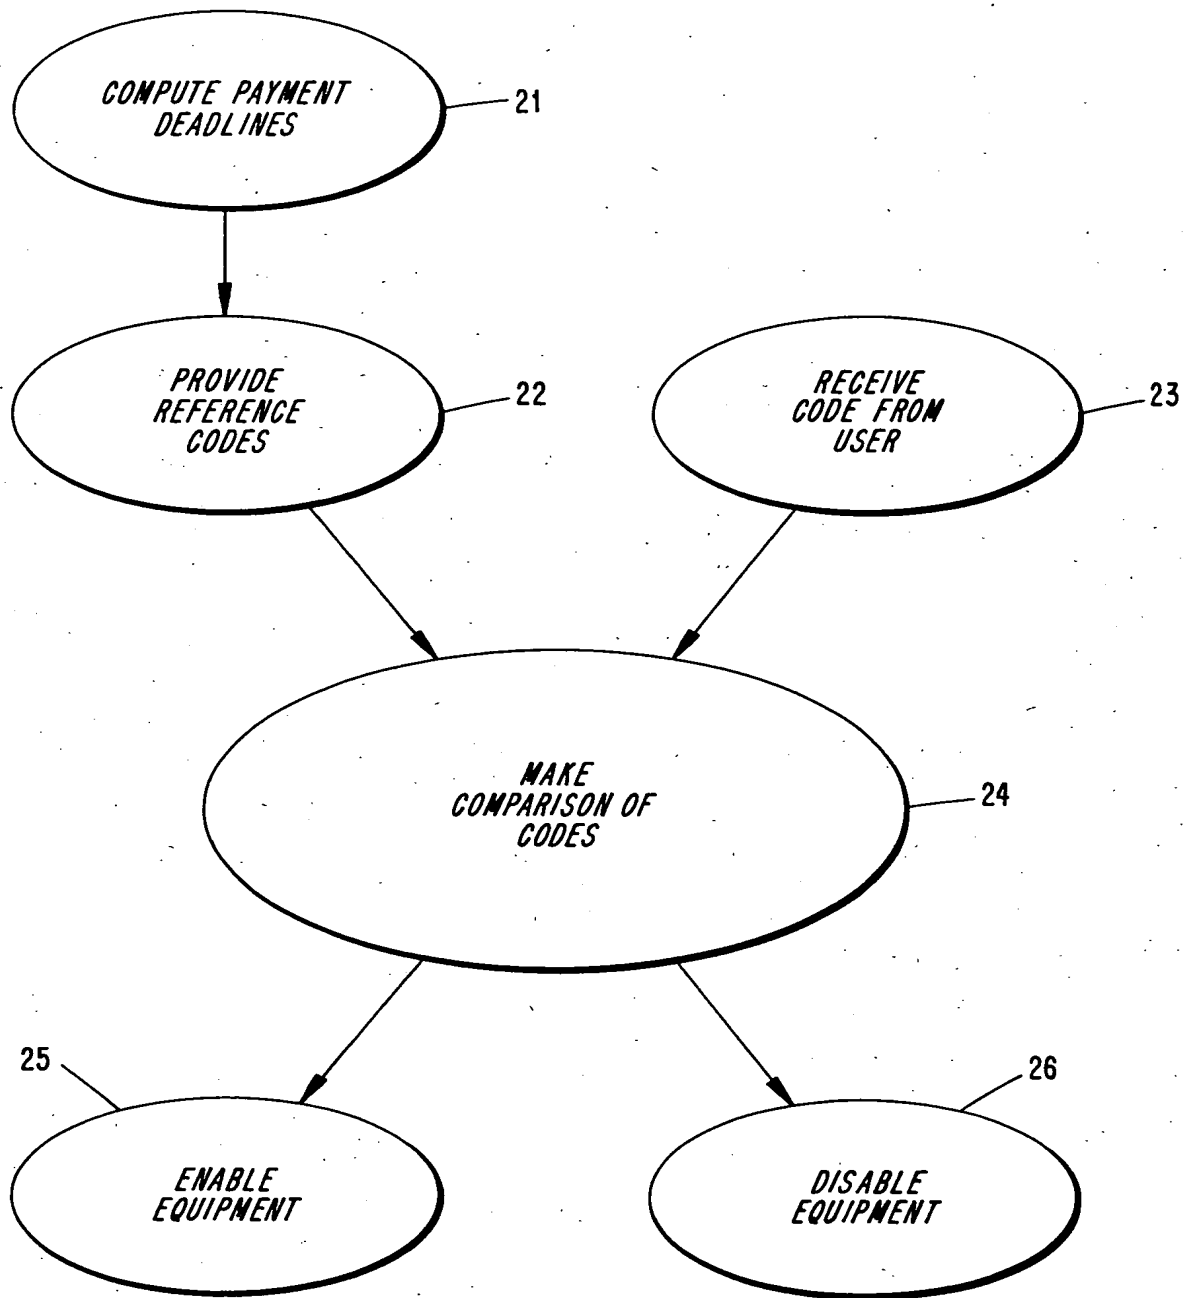 COMPUTE PAYMENT
DEADLINES
21
PROVIDE
REFERENCE
CODES
22
RECEIVE
CODE FROM
USER
23
MAKE
COMPARISON OF
CODES
24
25
ENABLE
EQUIPMENT
26
DISABLE
EQUIPMENT